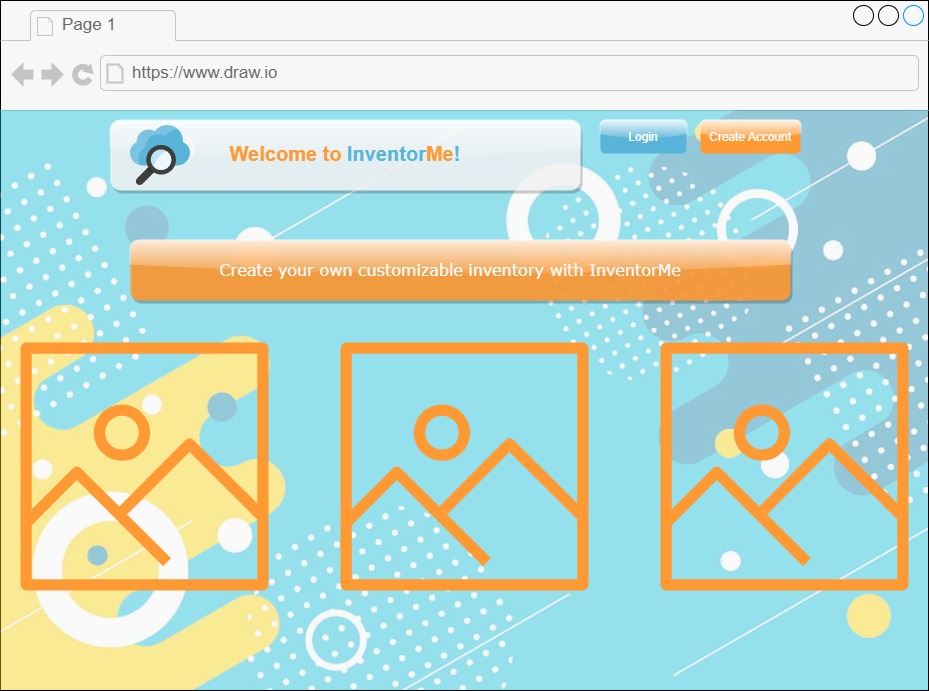 Page 1
https://www.draw.io
Welcome to InventorMe!
Login
Create Account
Create your own customizable inventory with InventorMe